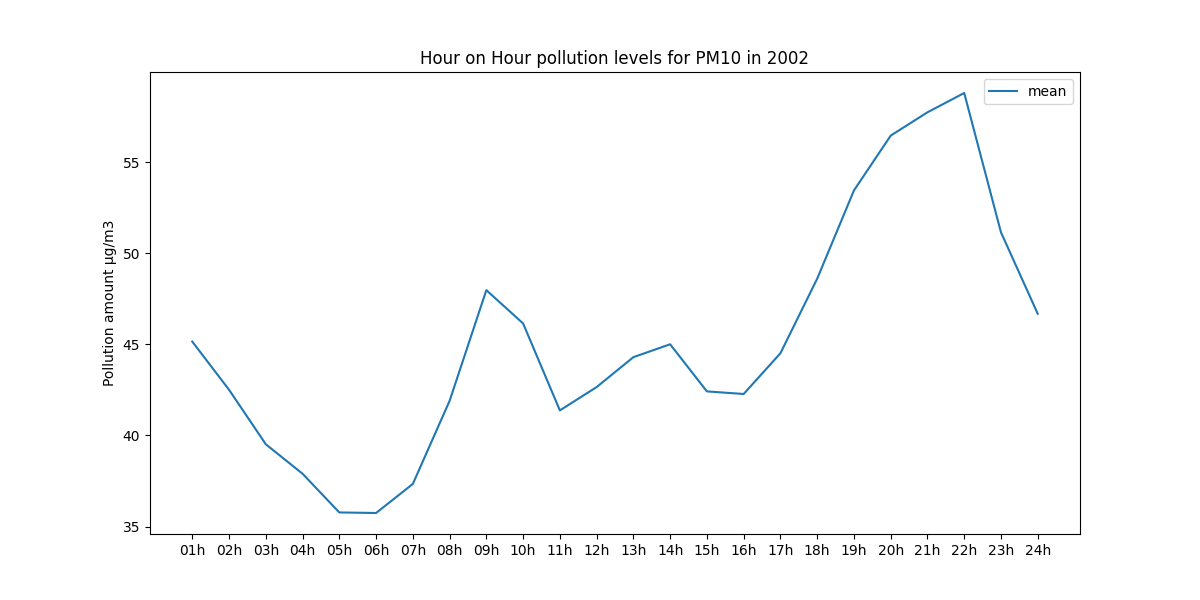 Hour on Hour pollution levels for PM10 in 2002
mean
Pollution amount µg/m3
55
50
45
40
35
01h 02h 03h 04h 05h 06h 07h 08h 09h 10h 11h 12h 13h 14h 15h 16h 17h 18h 19h 20h 21h 22h 23h 24h